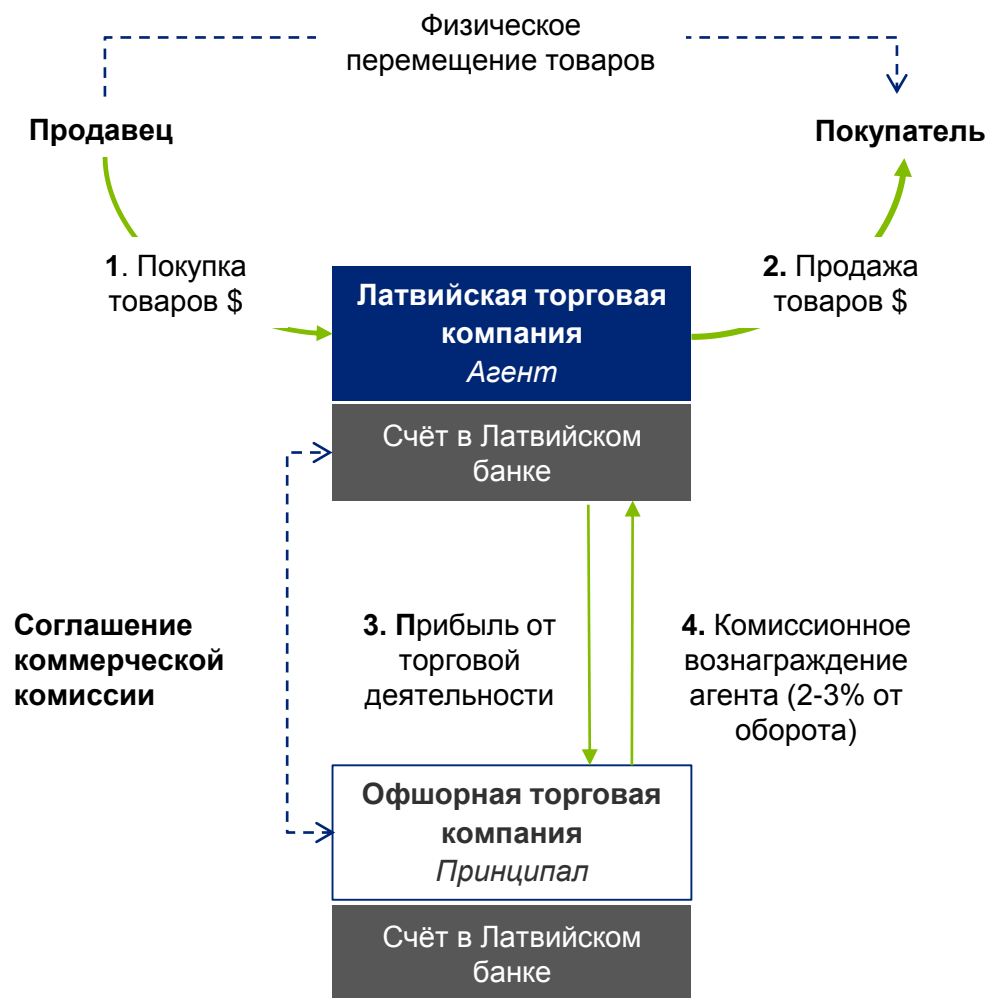 Физическое
перемещение товаров
Продавец
Покупатель
1. Покупка
товаров $
2. Продажа
товаров $
Латвийская торговая
компания
Агент
Счёт в Латвийском
банке
Соглашение
коммерческой
комиссии
3. Прибыль от
торговой
деятельности
4. Комиссионное
вознаграждение
агента (2-3% от
оборота)
Офшорная торговая
компания
Принципал
Счёт в Латвийском
банке